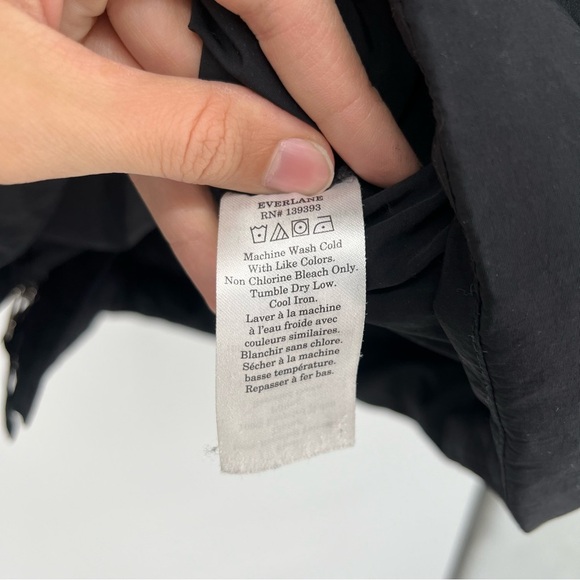 EVERLANE
RN# 139393
Machine Wash Cold
With Like Colors.
Non Chlorine Bleach Only.
Tumble Dry Low.
Cool Iron.
Laver à la machine
à l'eau froide avec
couleurs similaires.
Blanchir sans chlore.
Sécher à la machine
basse température.
Repasser à fer bas.